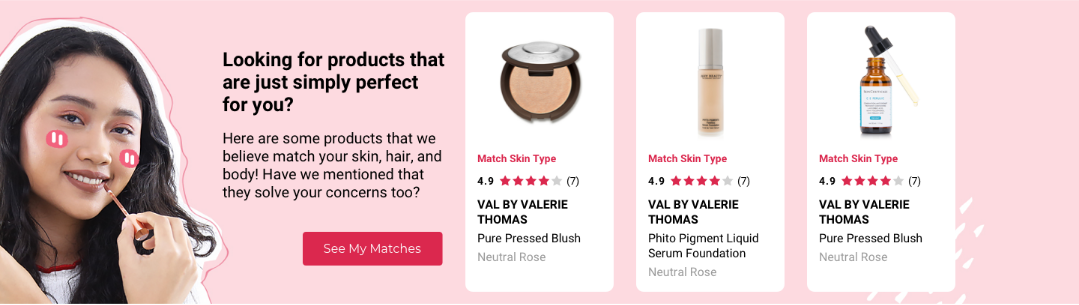 Looking for products that
are just simply perfect
for you?
Here are some products that we
believe match your skin, hair, and
body! Have we mentioned that
they solve your concerns too?
See My Matches
Match Skin Type
4.9 (7)
VAL BY VALERIE
THOMAS
Pure Pressed Blush
Neutral Rose
Match Skin Type
4.9 (7)
VAL BY VALERIE
THOMAS
Phito Pigment Liquid
Serum Foundation
Neutral Rose
Match Skin Type
4.9 (7)
VAL BY VALERIE
THOMAS
Pure Pressed Blush
Neutral Rose